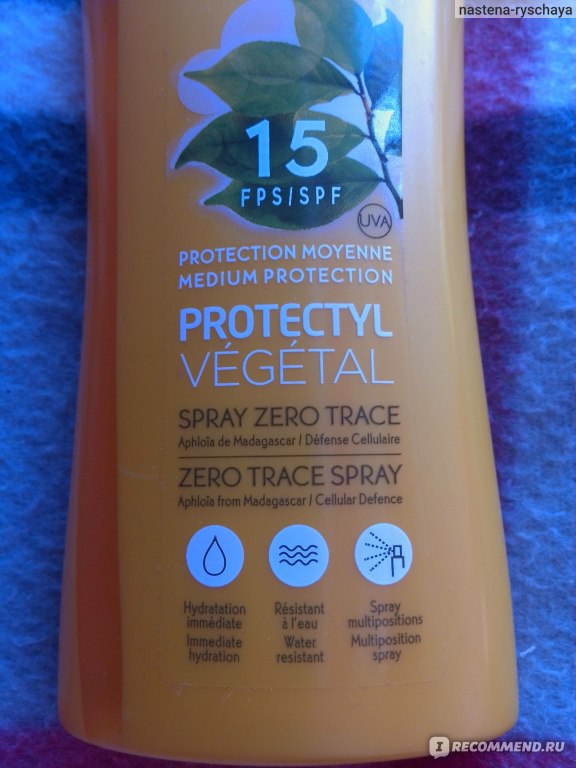 nastena-ryschaya
15
FPS/SPF
UVA
PROTECTION MOYENNE
MEDIUM PROTECTION
PROTECTYL
VÉGÉTAL
SPRAY ZERO TRACE
Aphloïa de Madagascar / Défense Cellulaire
ZERO TRACE SPRAY
Aphloïa from Madagascar / Cellular Defence
Hydratation
immédiate
Immediate
hydration
Résistant
à l'eau
Water
resistant
Spray
multipositions
Multiposition
spray
I RECOMMEND.RU